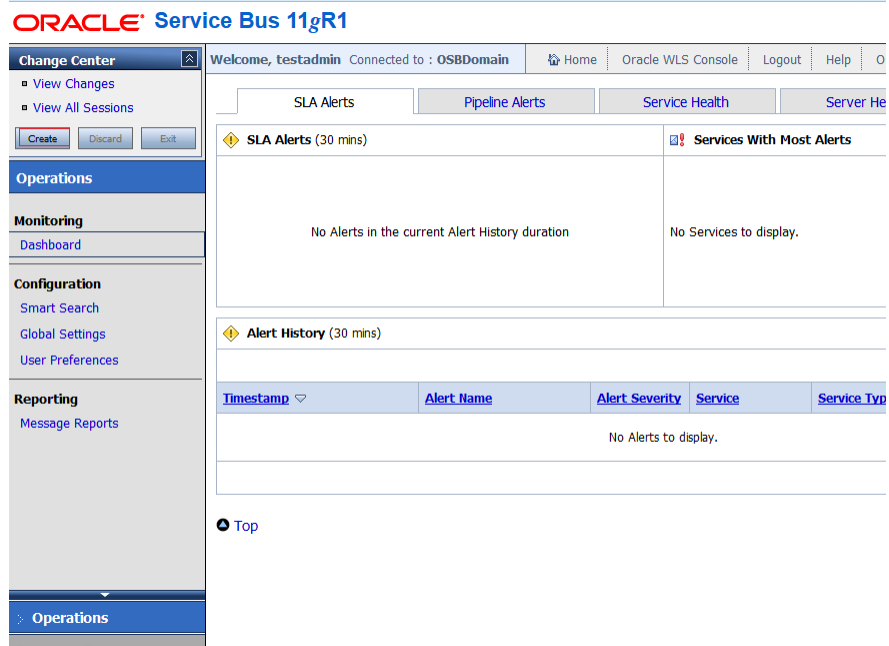 ORACLE Service Bus 11gR1
Change Center
View Changes
View All Sessions
Create Discard Exit
Welcome, testadmin Connected to : OSBDomain Home Oracle WLS Console Logout Help O
SLA Alerts Pipeline Alerts Service Health Server He
SLA Alerts (30 mins) Services With Most Alerts
No Alerts in the current Alert History duration No Services to display.
Operations
Monitoring
Dashboard
Configuration
Smart Search
Global Settings
User Preferences
Reporting
Message Reports
Alert History (30 mins)
Timestamp Alert Name Alert Severity Service Service Typ
No Alerts to display.
Top
Operations